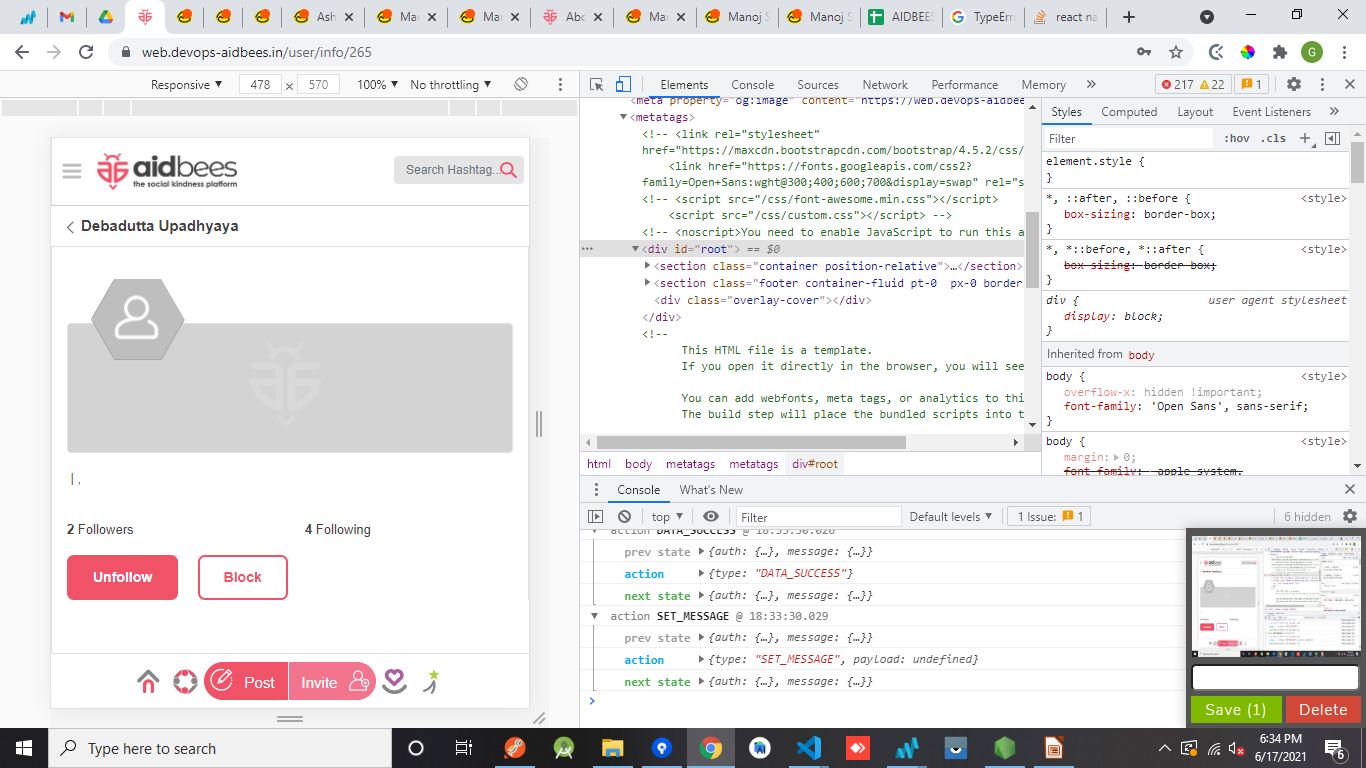 Ash
Mar
Mar
Abo
Mar
Manoj S
Manoj S
AIDBEES
TypeErro
react na
web.devops-aidbees.in/user/info/265
G
Responsive ▼ 478 × 570 100% ▼ No throttling ▼
aidbees
the social kindness platform
Search Hashtag...
Debadutta Upadhyaya
| ,
2 Followers 4 Following
Unfollow Block
Post Invite
Elements Console Sources Network Performance Memory » 217 22 1
<meta property="og:image" content="https://web.devops-aidbee
▼<metatags>
<!-- <link rel="stylesheet"
href="https://maxcdn.bootstrapcdn.com/bootstrap/4.5.2/css/
<link href="https://fonts.googleapis.com/css2?
family=Open+Sans:wght@300;400;600;700&display=swap" rel="s
<!-- <script src="/css/font-awesome.min.css"></script>
<script src="/css/custom.css"></script> -->
<!-- <noscript>You need to enable JavaScript to run this a
… ▼<div id="root"> == $0
▶<section class="container position-relative">…</section>
▶<section class="footer container-fluid pt-0 px-0 border
<div class="overlay-cover"></div>
</div>
<!--
This HTML file is a template.
If you open it directly in the browser, you will see
You can add webfonts, meta tags, or analytics to thi
The build step will place the bundled scripts into t
html body metatags metatags div#root
Styles Computed Layout Event Listeners »
Filter :hov .cls +
element.style {
}
*, ::after, ::before { <style>
box-sizing: border-box;
}
*, *::before, *::after { <style>
box-sizing: border-box;
}
div { user agent stylesheet
display: block;
}
Inherited from body
body { <style>
overflow-x: hidden !important;
font-family: 'Open Sans', sans-serif;
}
body { <style>
margin:▶0;
font-family: -apple-system,
Console What's New
top ▼ Filter Default levels ▼ 1 Issue: 1 6 hidden
▼ action DATA_SUCCESS @ 18:33:30.026
prev state ▶{auth: {…}, message: {…}}
action ▶{type: "DATA_SUCCESS"}
next state ▶{auth: {…}, message: {…}}
▼ action SET_MESSAGE @ 18:33:30.029
prev state ▶{auth: {…}, message: {…}}
action ▶{type: "SET_MESSAGE", payload: undefined}
next state ▶{auth: {…}, message: {…}}
>
Save (1) Delete
Type here to search
6:34 PM
6/17/2021
6